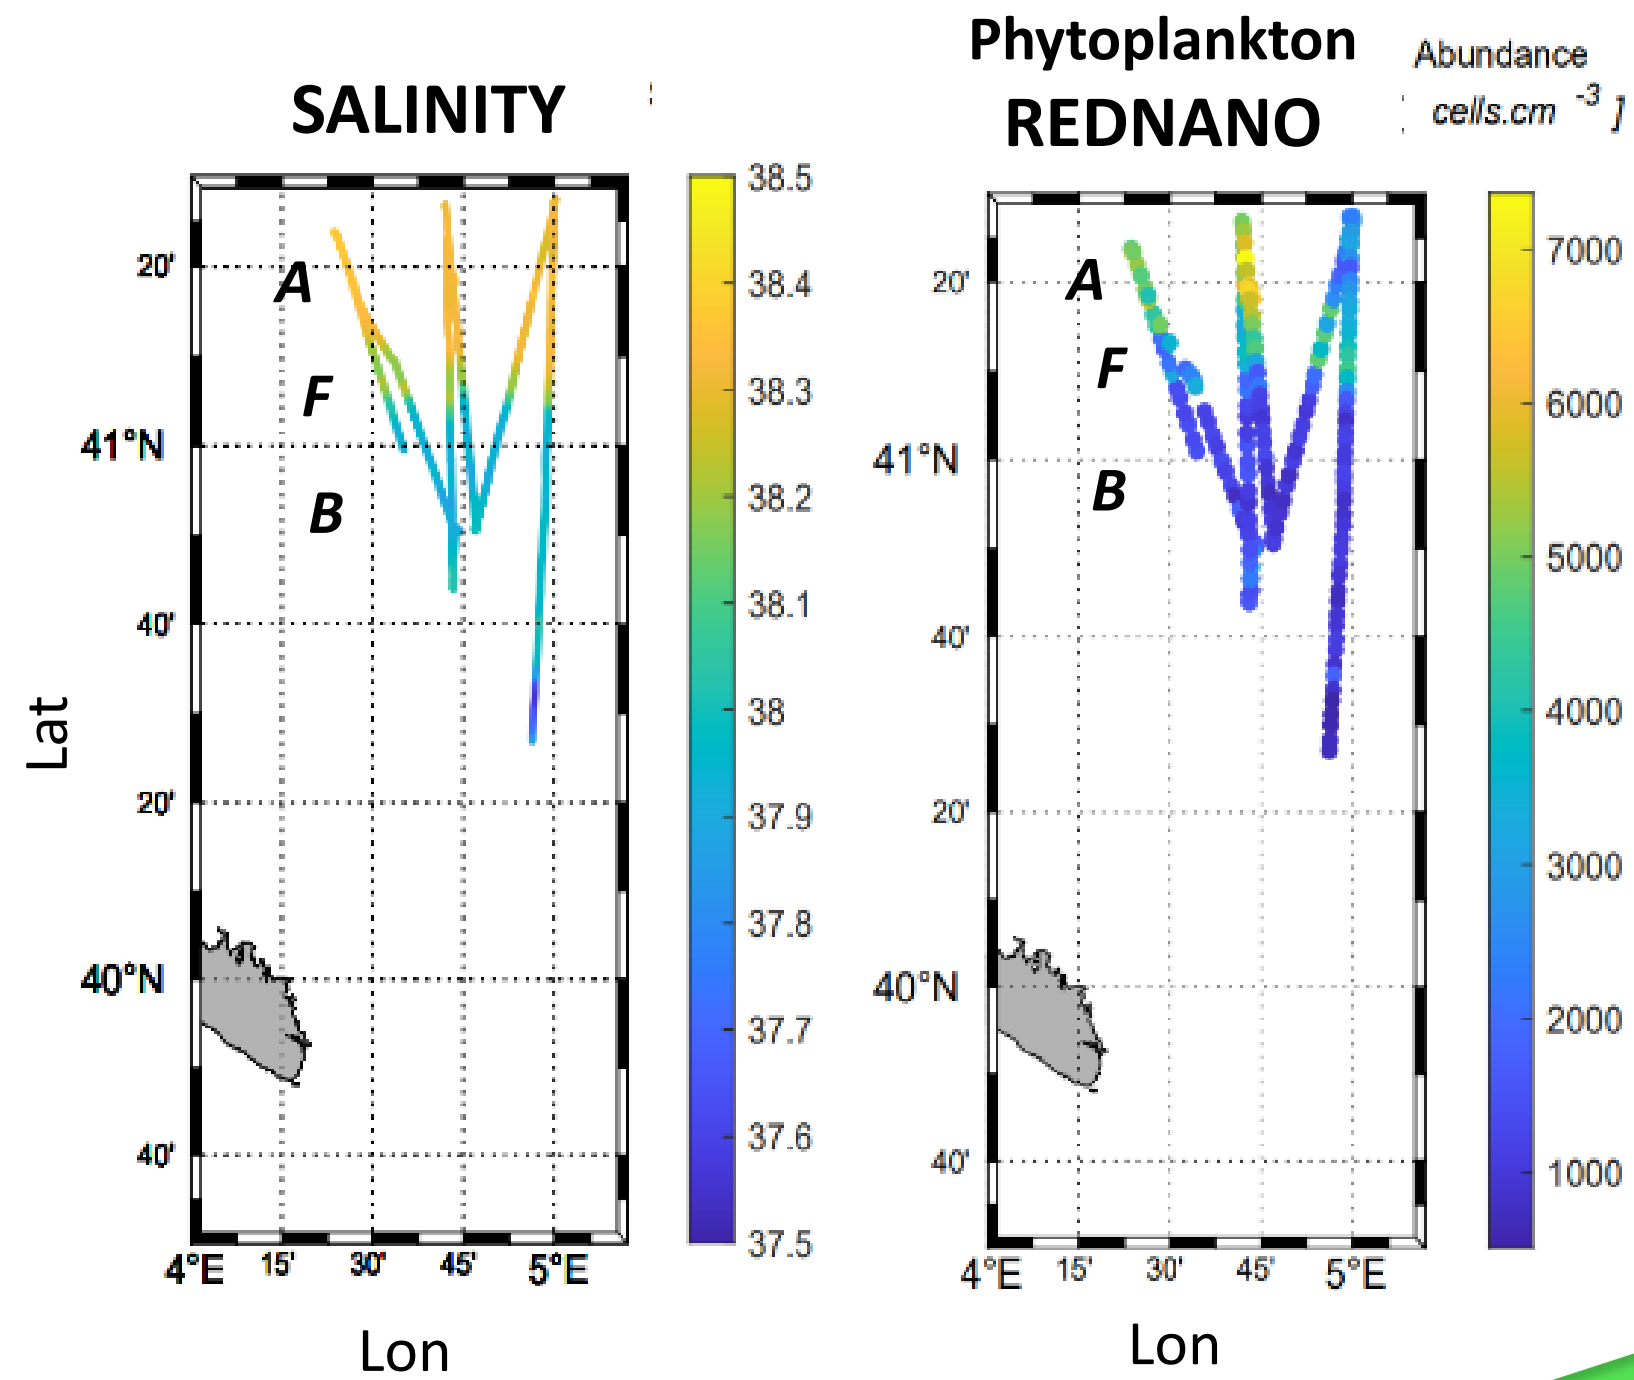 SALINITY
38.5
38.4
38.3
38.2
38.1
38
37.9
37.8
37.7
37.6
37.5
20'
41°N
40'
20'
40°N
40'
A
F
B
4°E 15' 30' 45' 5°E
Lat
Lon
Phytoplankton
REDNANO
Abundance
cells.cm -3 ]
7000
6000
5000
4000
3000
2000
1000
20'
41°N
40'
20'
40°N
40'
A
F
B
4°E 15' 30' 45' 5°E
Lon